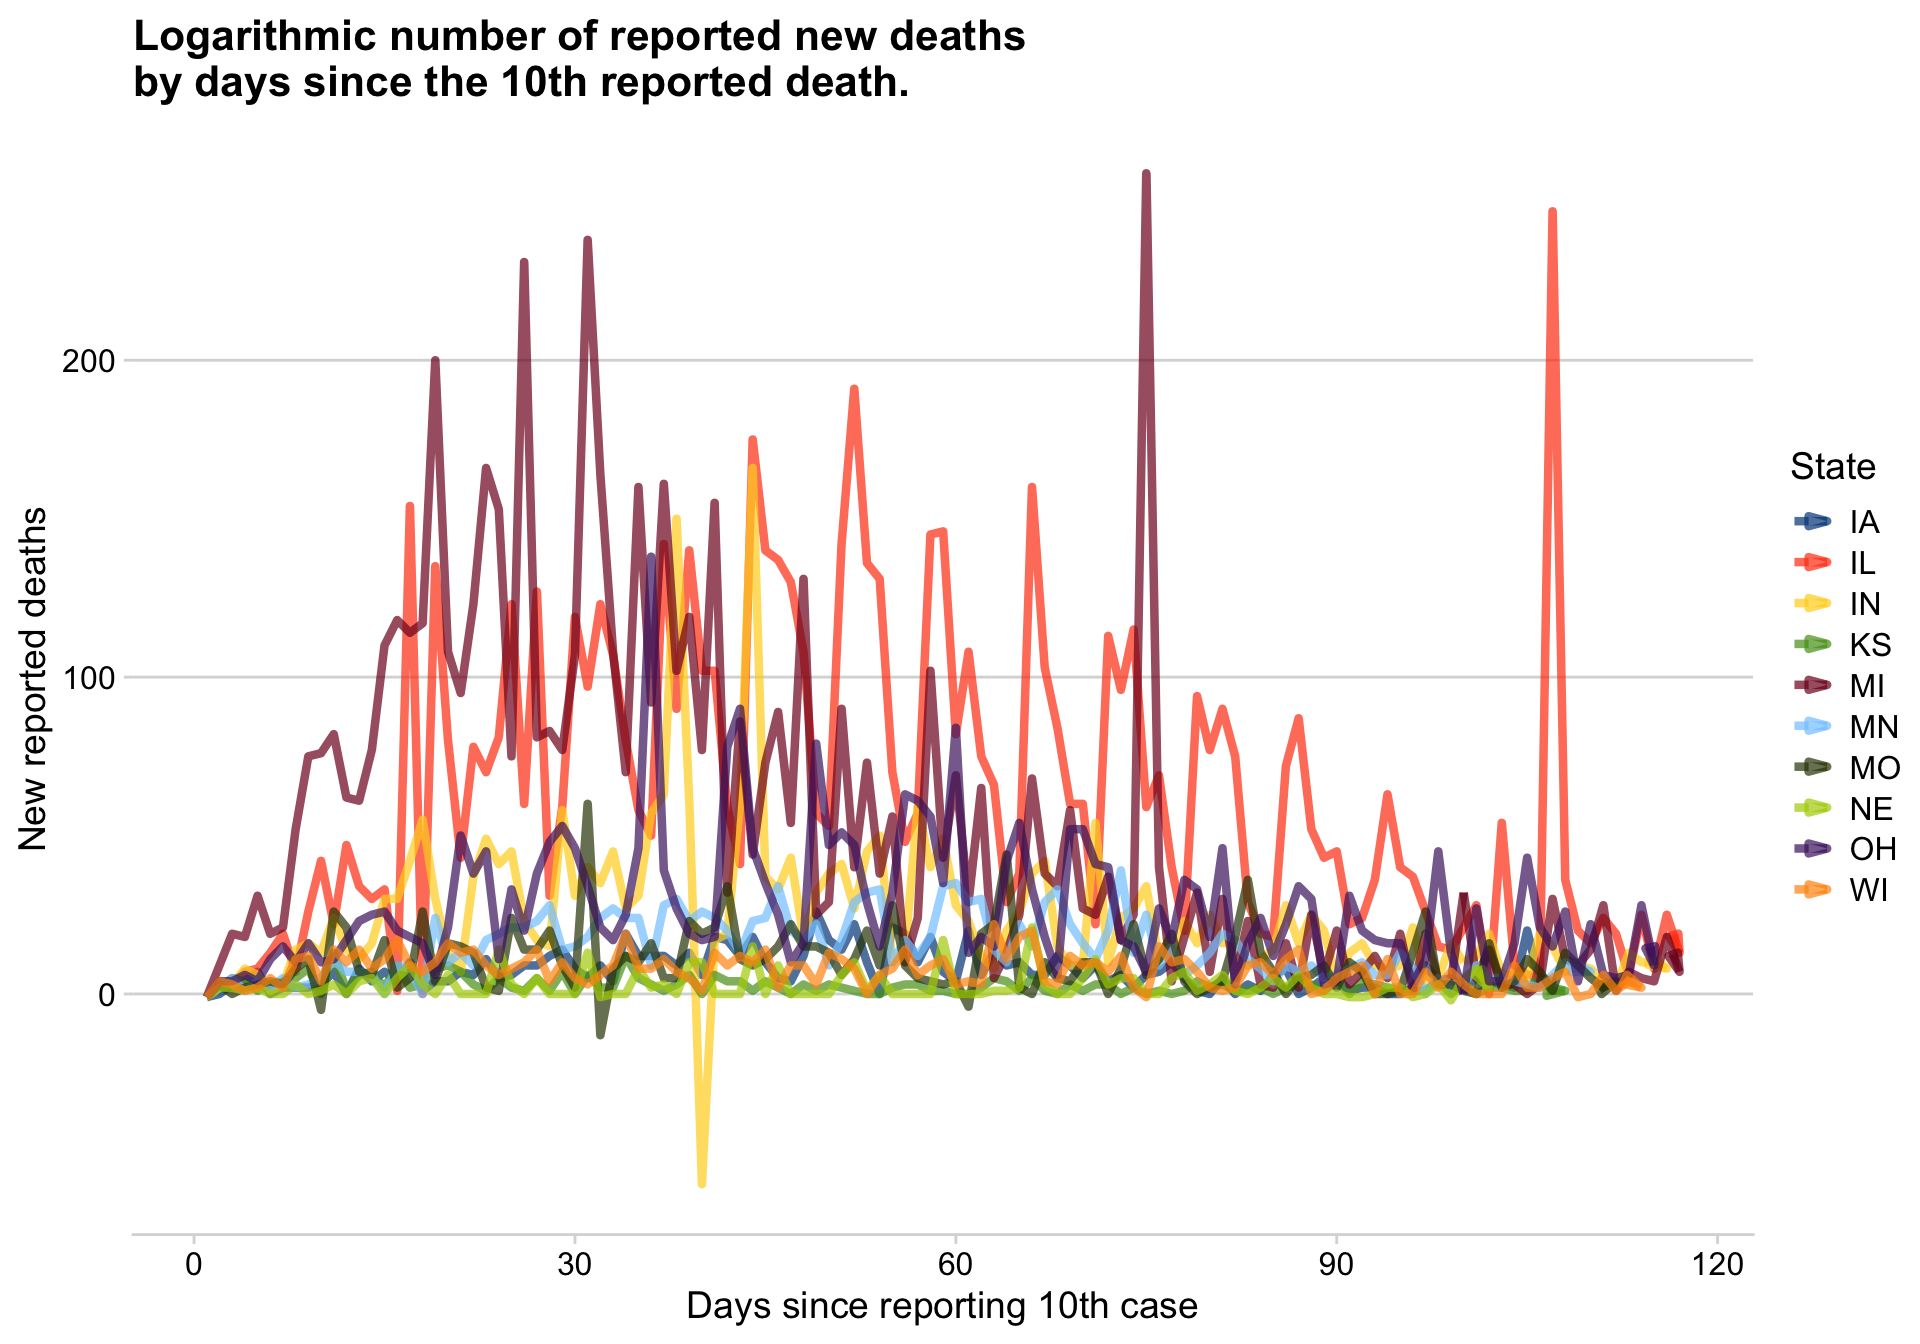 Logarithmic number of reported new deaths
by days since the 10th reported death.
New reported deaths
200
100
0
0
30
60
90
120
Days since reporting 10th case
State
IA
IL
IN
KS
MI
MN
MO
NE
OH
WI